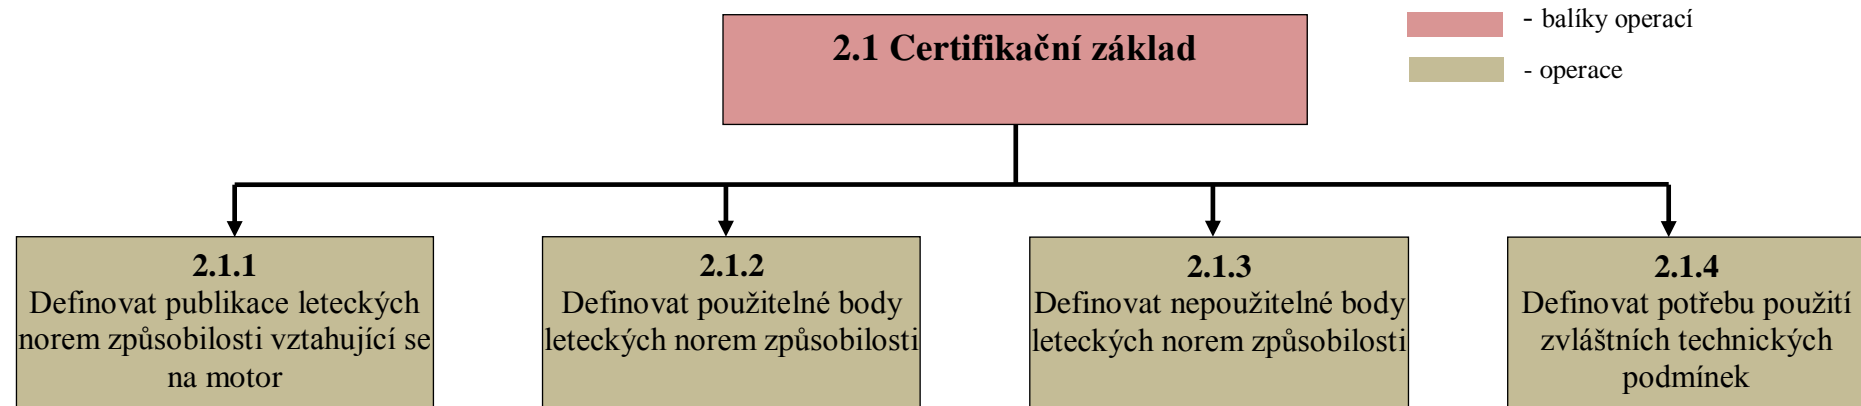 2.1 Certifikační základ
- balíky operací
- operace
2.1.1
Definovat publikace leteckých
norem způsobilosti vztahující se
na motor
2.1.2
Definovat použitelné body
leteckých norem způsobilosti
2.1.3
Definovat nepoužitelné body
leteckých norem způsobilosti
2.1.4
Definovat potřebu použití
zvláštních technických
podmínek